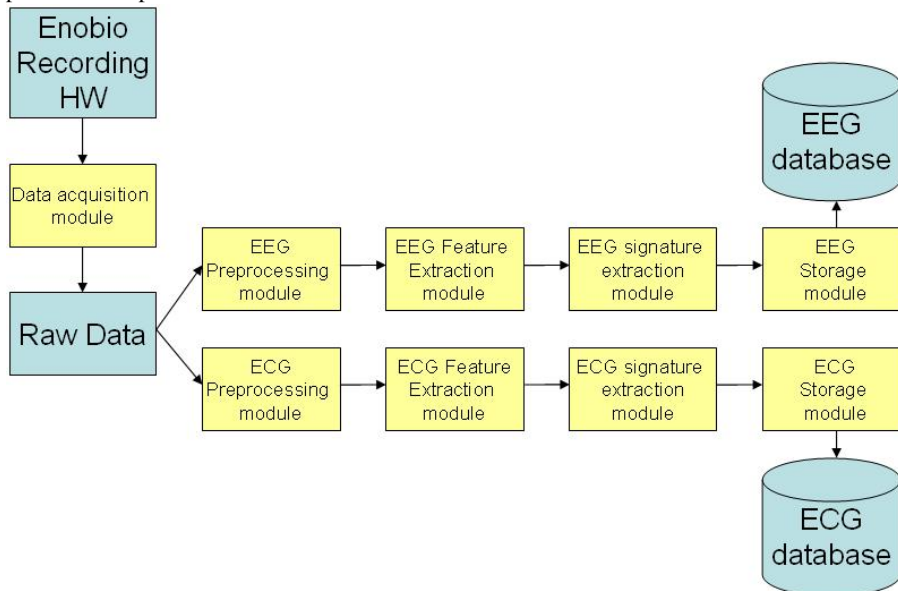 Enobio
Recording
HW
Data acquisition
module
Raw Data
EEG
Preprocessing
module
EEG Feature
Extraction
module
EEG signature
extraction
module
EEG
Storage
module
EEG
database
ECG
Preprocessing
module
ECG Feature
Extraction
module
ECG signature
extraction
module
ECG
Storage
module
ECG
database